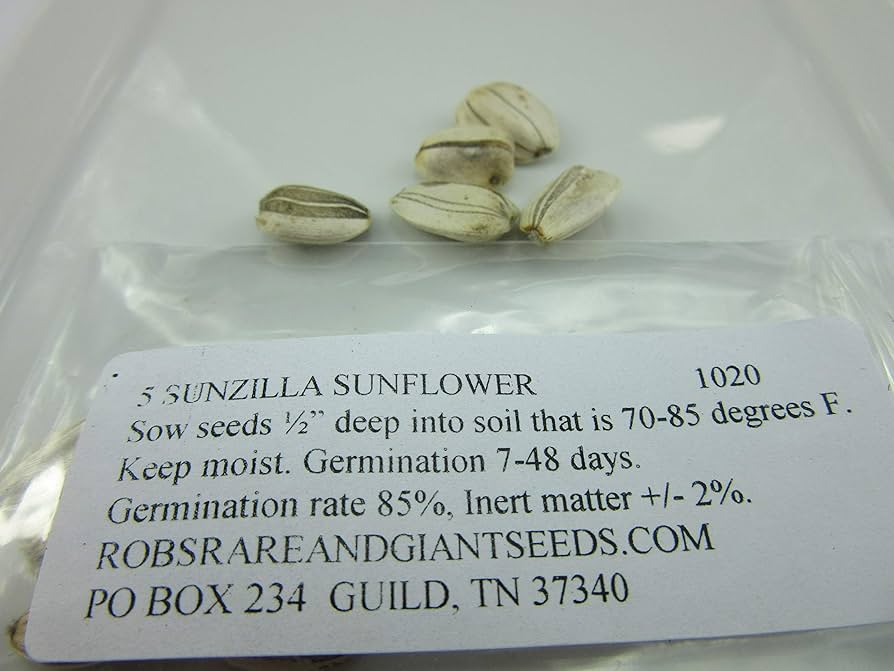 5 SUNZILLA SUNFLOWER 1020
Sow seeds ½” deep into soil that is 70-85 degrees F.
Keep moist. Germination 7-48 days.
Germination rate 85%, Inert matter +/- 2%.
ROBSRAREANDGIANTSEEDS.COM
PO BOX 234 GUILD, TN 37340